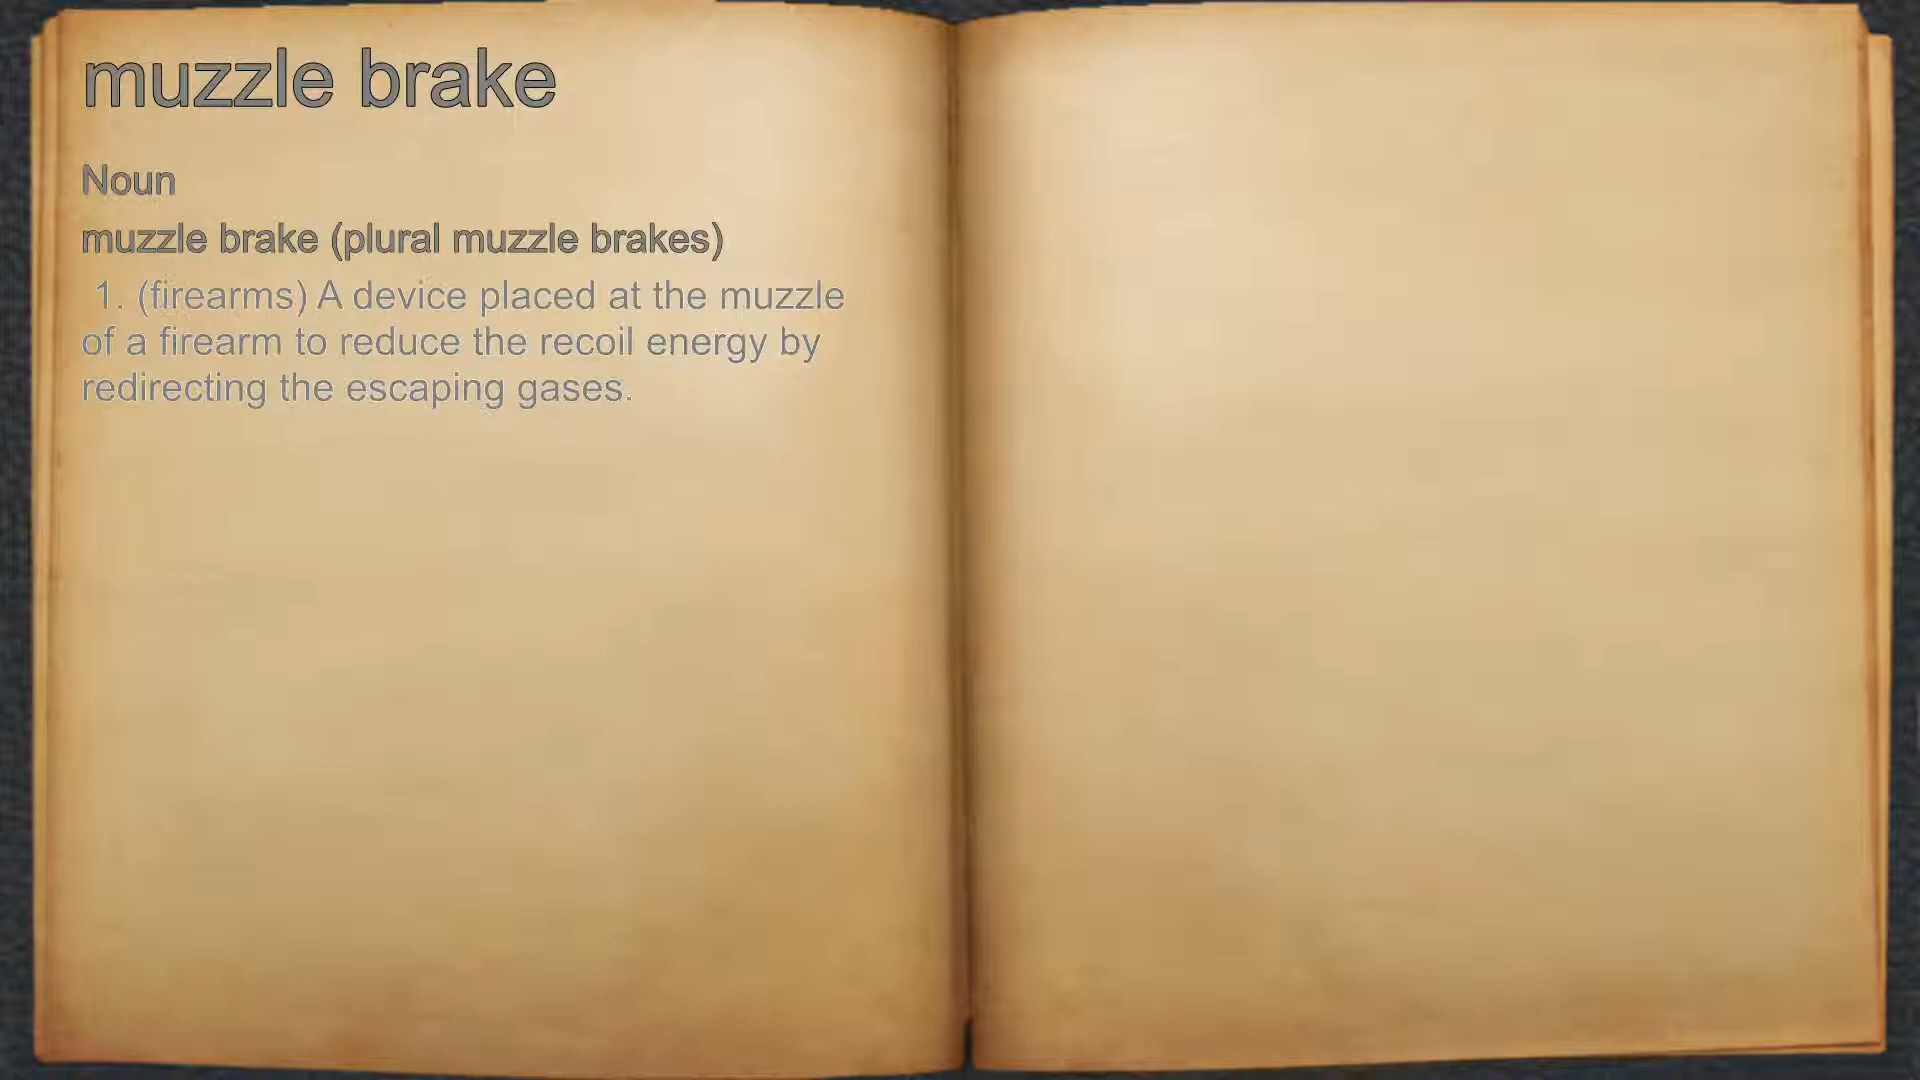 muzzle brake
Noun
muzzle brake (plural muzzle brakes)
1. (firearms) A device placed at the muzzle
of a firearm to reduce the recoil energy by
redirecting the escaping gases.